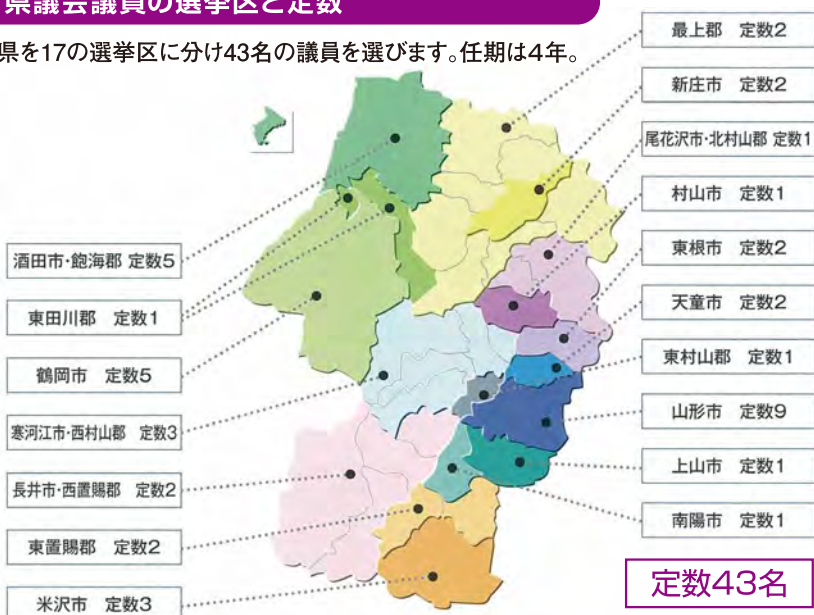 県議会議員の選挙区と定数
県を17の選挙区に分け43名の議員を選びます。任期は4年。
最上郡 定数2
新庄市 定数2
尾花沢市・北村山郡 定数1
村山市 定数1
東根市 定数2
天童市 定数2
東村山郡 定数1
山形市 定数9
上山市 定数1
南陽市 定数1
酒田市・飽海郡 定数5
東田川郡 定数1
鶴岡市 定数5
寒河江市・西村山郡 定数3
長井市・西置賜郡 定数2
東置賜郡 定数2
米沢市 定数3
定数43名